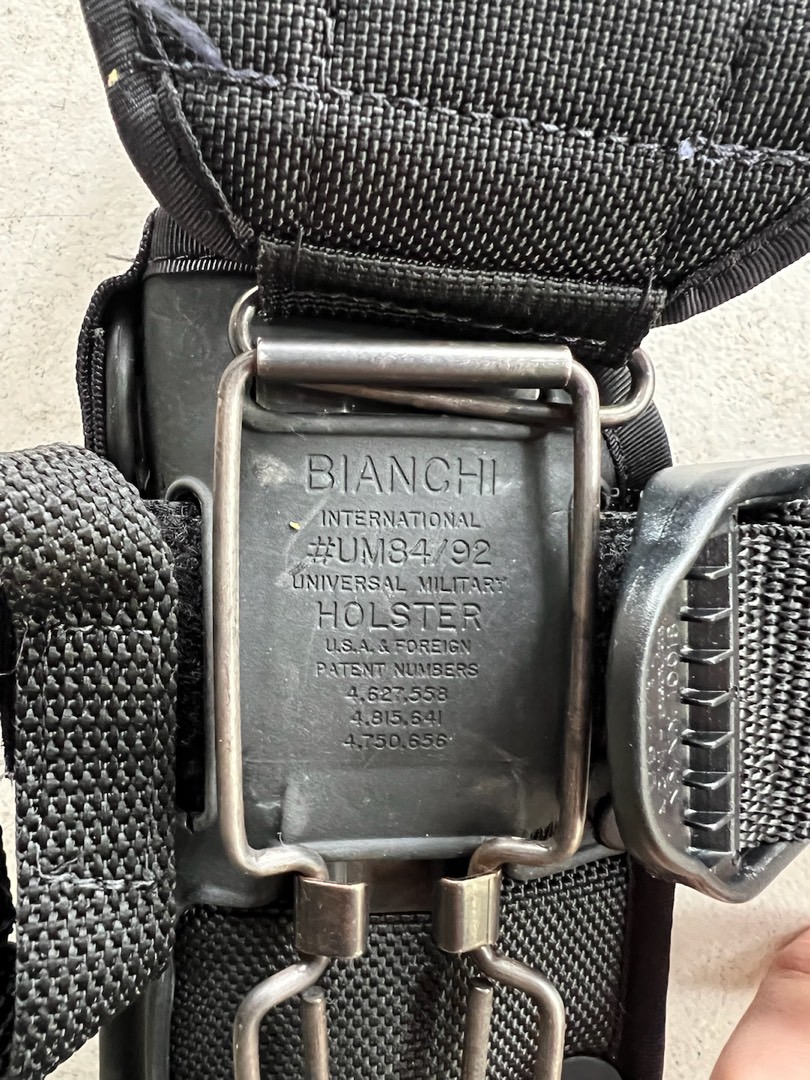 BIANCHI
INTERNATIONAL
#UM84/92
UNIVERSAL MILITARY
HOLSTER
U.S.A. & FOREIGN
PATENT NUMBERS
4,627,558
4,815,641
4,750,656